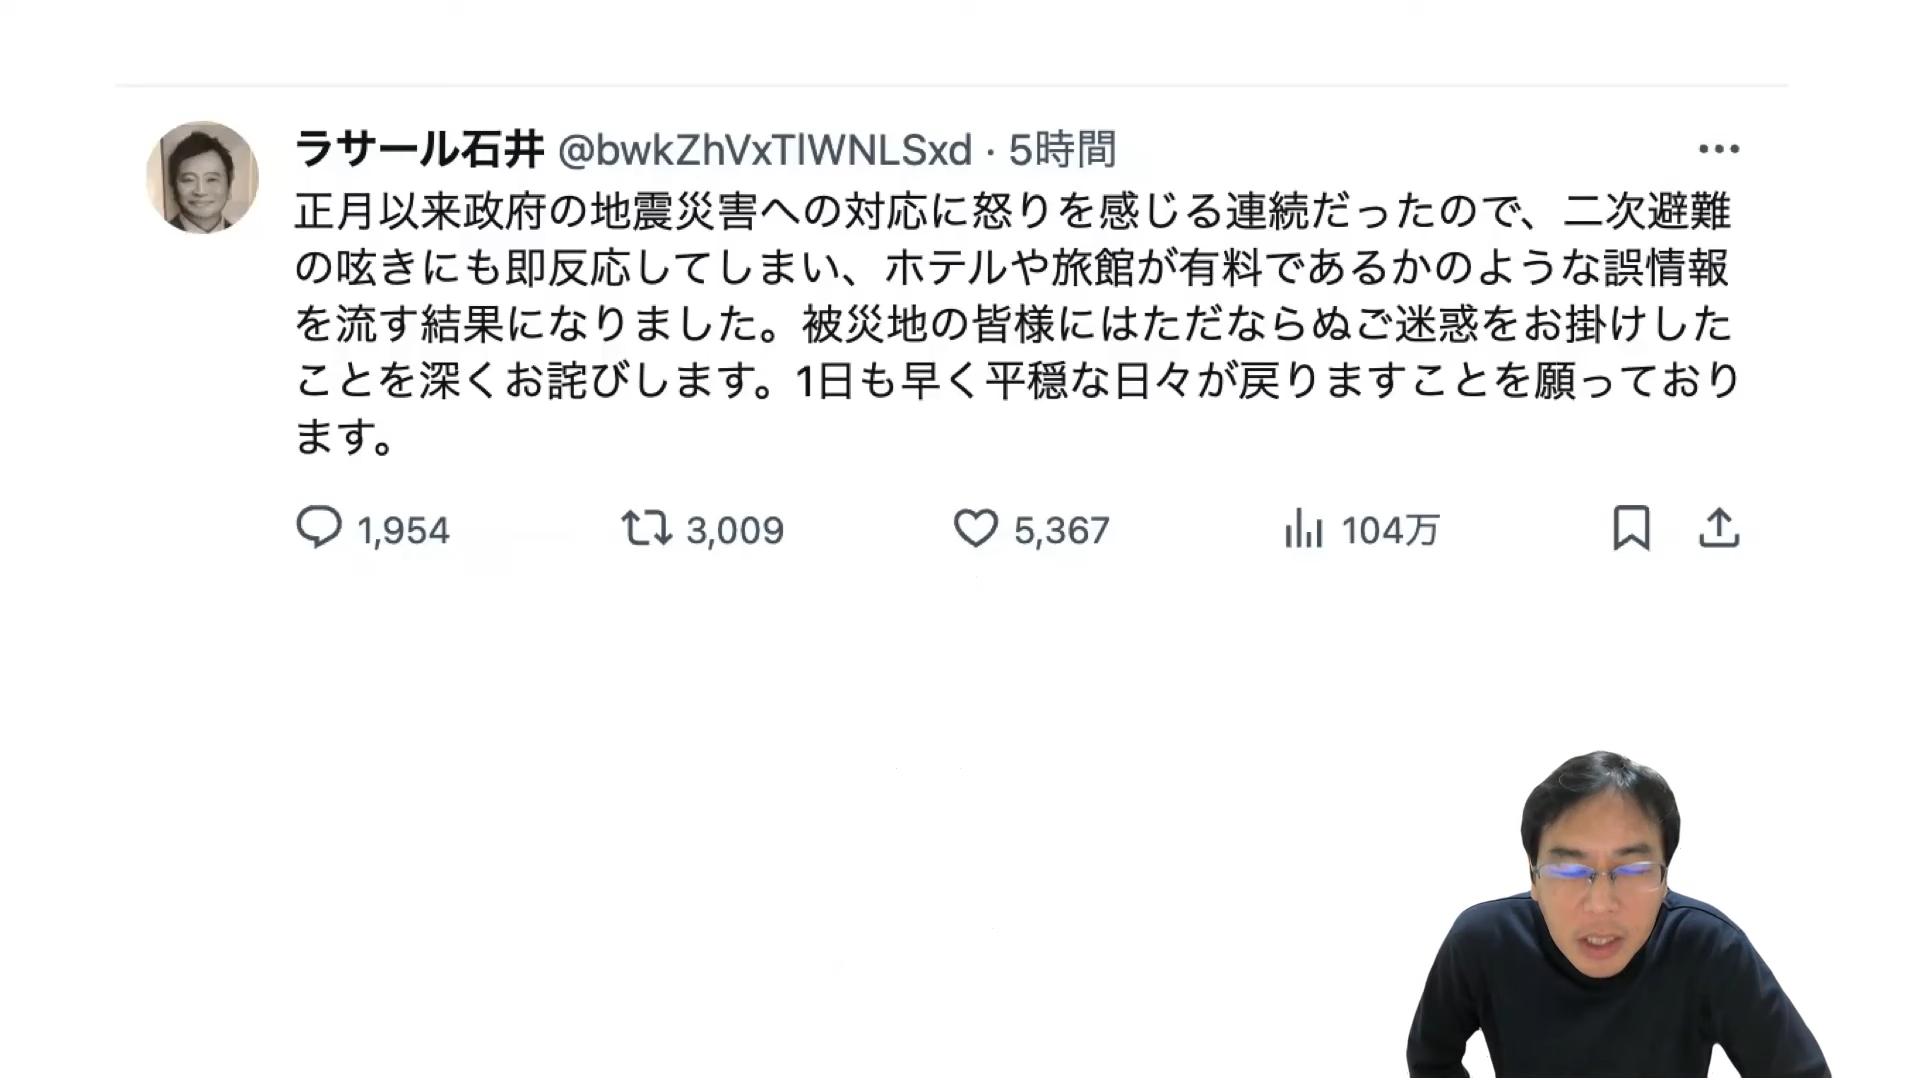 ラサール石井 @bwkZhVxTlWNLSxd · 5時間
正月以来政府の地震災害への対応に怒りを感じる連続だったので、二次避難
の呟きにも即反応してしまい、ホテルや旅館が有料であるかのような誤情報
を流す結果になりました。被災地の皆様にはただならぬご迷惑をお掛けした
ことを深くお詫びします。1日も早く平穏な日々が戻りますことを願っており
ます。
1,954 3,009 5,367 104万